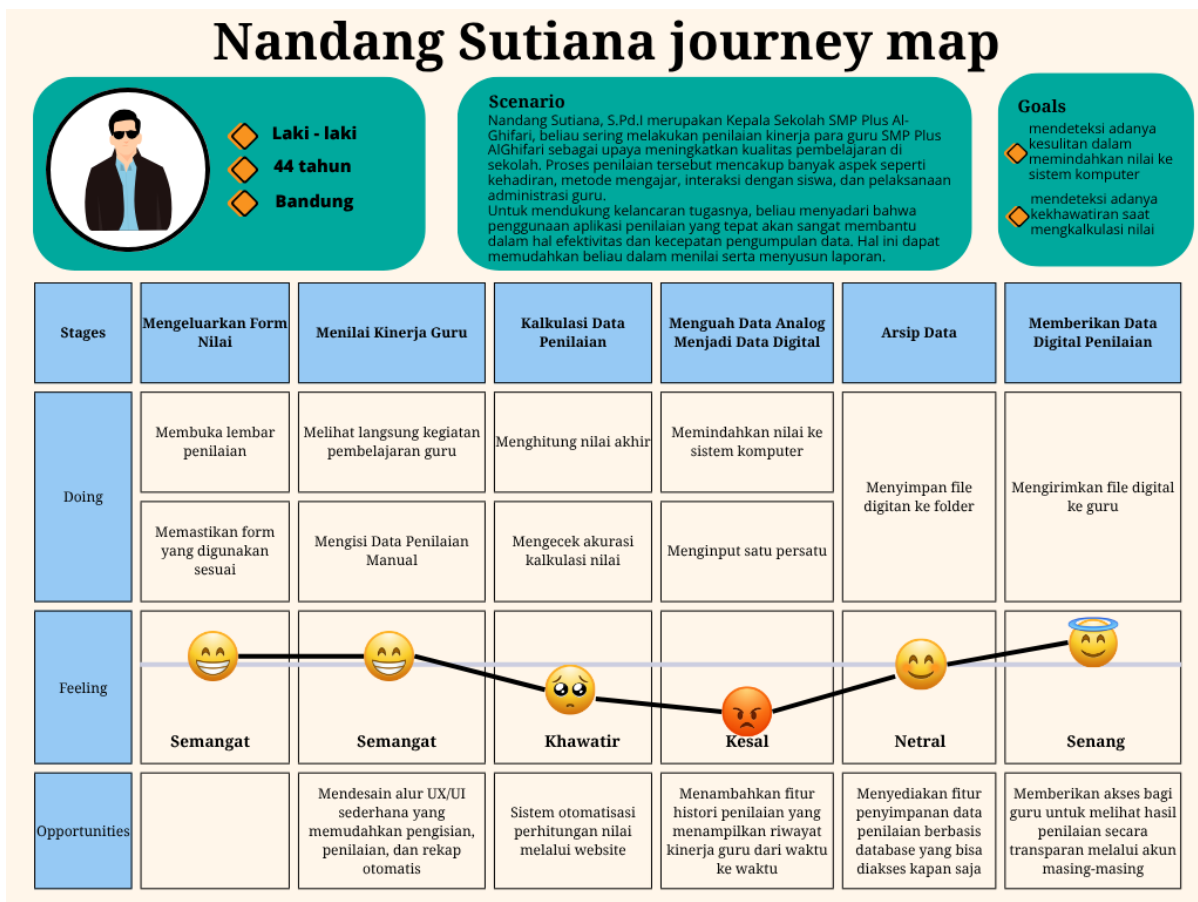 Nandang Sutiana journey map
Laki - laki
44 tahun
Bandung
Scenario
Nandang Sutiana, S.Pd.I merupakan Kepala Sekolah SMP Plus Al-
Ghifari, beliau sering melakukan penilaian kinerja para guru SMP Plus
AlGhifari sebagai upaya meningkatkan kualitas pembelajaran di
sekolah. Proses penilaian tersebut mencakup banyak aspek seperti
kehadiran, metode mengajar, interaksi dengan siswa, dan pelaksanaan
administrasi guru.
Untuk mendukung kelancaran tugasnya, beliau menyadari bahwa
penggunaan aplikasi penilaian yang tepat akan sangat membantu
dalam hal efektivitas dan kecepatan pengumpulan data. Hal ini dapat
memudahkan beliau dalam menilai serta menyusun laporan.
Goals
mendeteksi adanya
kesulitan dalam
memindahkan nilai ke
sistem komputer
mendeteksi adanya
kekhawatiran saat
mengkalkulasi nilai
Stages
Mengeluarkan Form
Nilai
Menilai Kinerja Guru
Kalkulasi Data
Penilaian
Menguah Data Analog
Menjadi Data Digital
Arsip Data
Memberikan Data
Digital Penilaian
Doing
Membuka lembar
penilaian
Melihat langsung kegiatan
pembelajaran guru
Menghitung nilai akhir
Memindahkan nilai ke
sistem komputer
Menyimpan file
digitan ke folder
Mengirimkan file digital
ke guru
Memastikan form
yang digunakan
sesuai
Mengisi Data Penilaian
Manual
Mengecek akurasi
kalkulasi nilai
Menginput satu persatu
Feeling
Semangat
Semangat
Khawatir
Kesal
Netral
Senang
Opportunities
Mendesain alur UX/UI
sederhana yang
memudahkan pengisian,
penilaian, dan rekap
otomatis
Sistem otomatisasi
perhitungan nilai
melalui website
Menambahkan fitur
histori penilaian yang
menampilkan riwayat
kinerja guru dari waktu
ke waktu
Menyediakan fitur
penyimpanan data
penilaian berbasis
database yang bisa
diakses kapan saja
Memberikan akses bagi
guru untuk melihat hasil
penilaian secara
transparan melalui akun
masing-masing